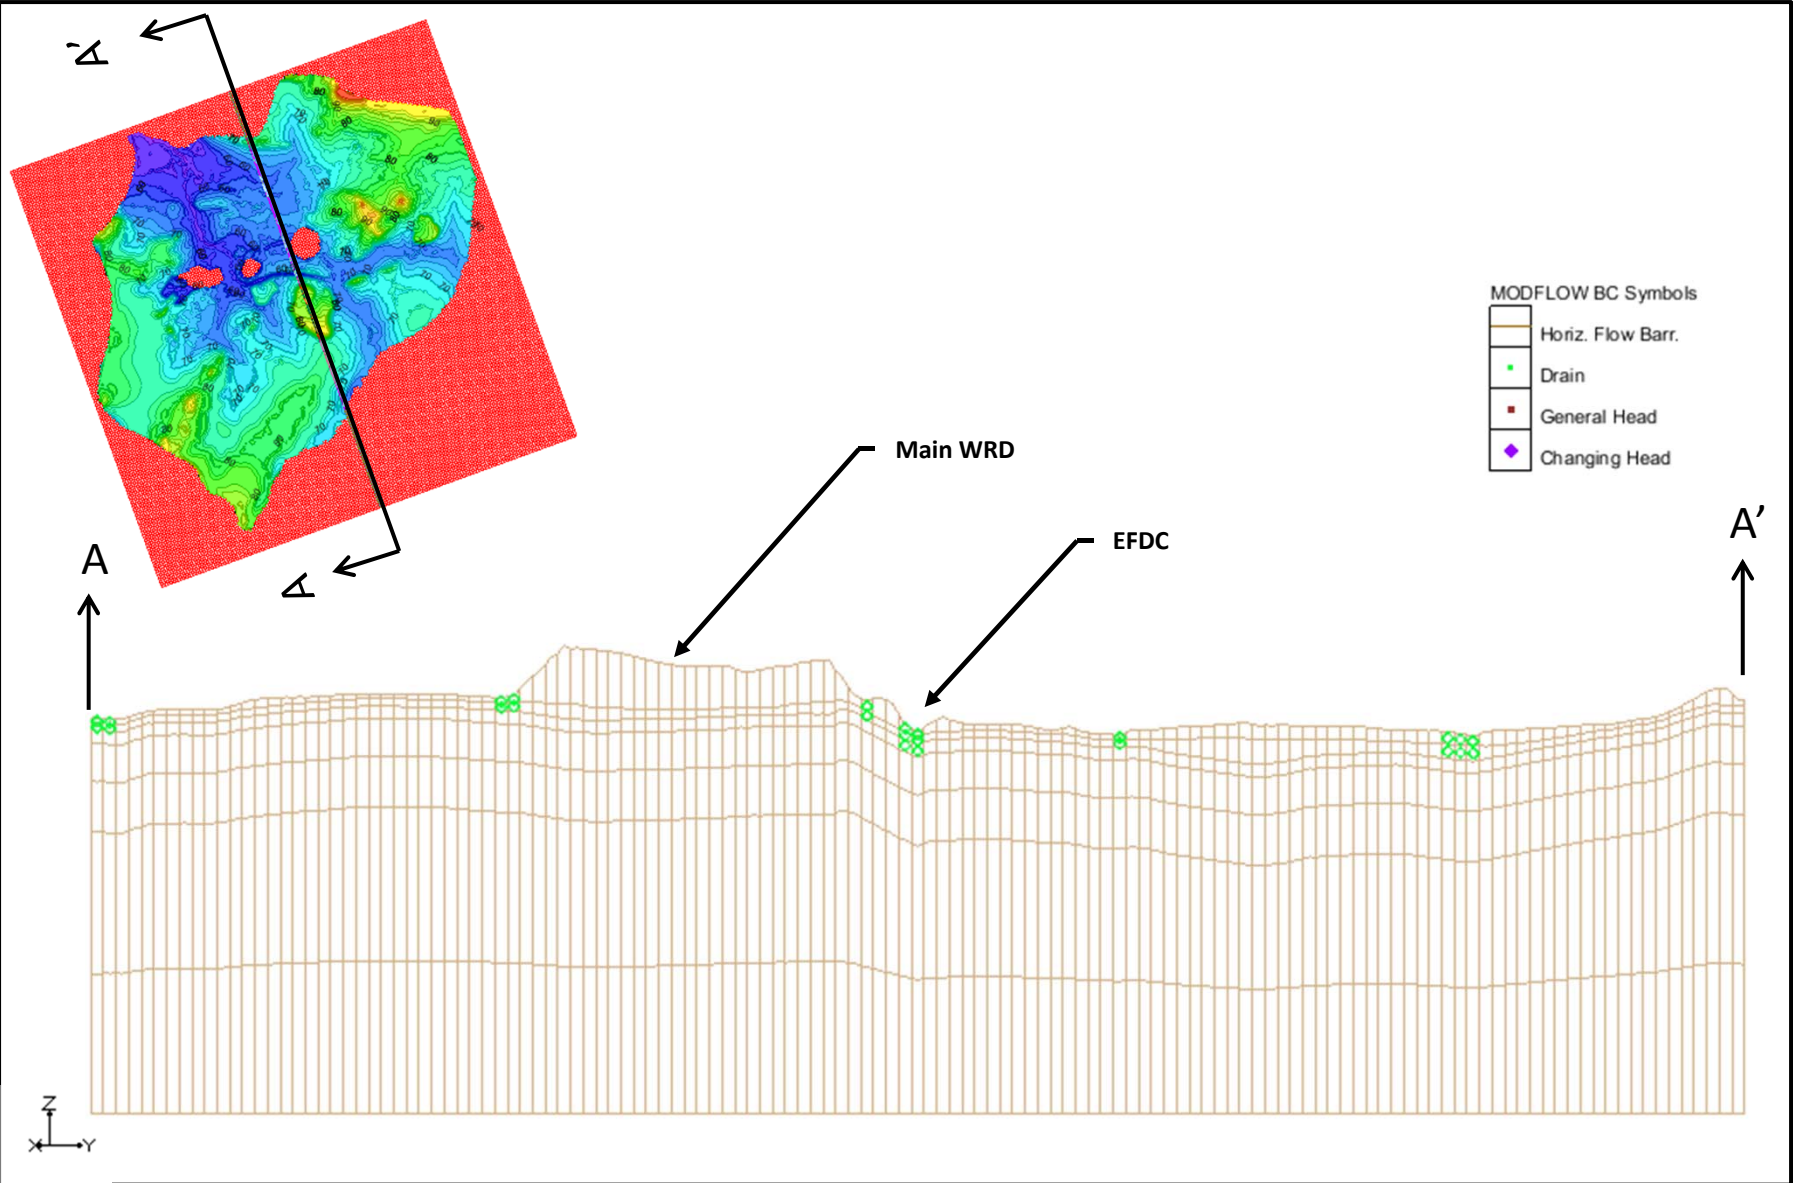 A'
A
MODFLOW BC Symbols
Horiz. Flow Barr.
Drain
General Head
Changing Head
Main WRD
EFDC
A
A’
Z
X
Y